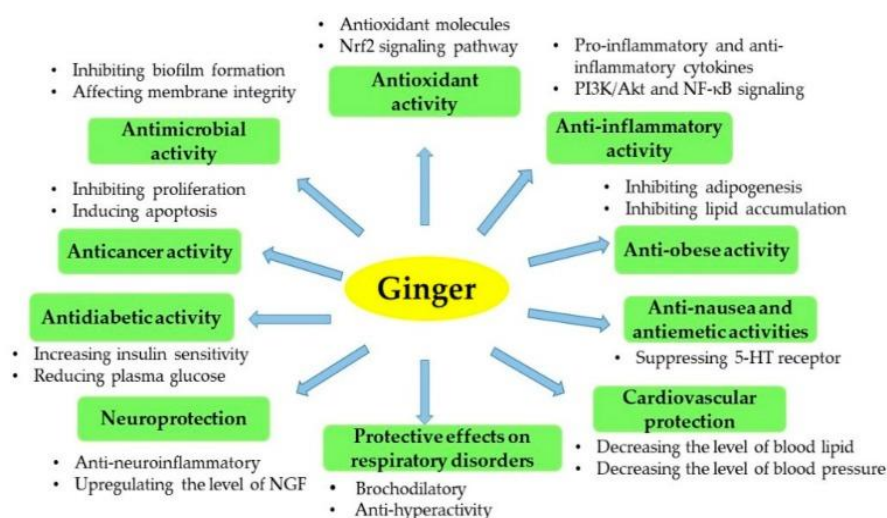 • Antioxidant molecules
• Nrf2 signaling pathway
Antioxidant
activity
• Pro-inflammatory and anti-
inflammatory cytokines
• PI3K/Akt and NF-κB signaling
Anti-inflammatory
activity
• Inhibiting biofilm formation
• Affecting membrane integrity
Antimicrobial
activity
• Inhibiting proliferation
• Inducing apoptosis
Anticancer activity
• Inhibiting adipogenesis
• Inhibiting lipid accumulation
Anti-obese activity
Ginger
Antidiabetic activity
• Increasing insulin sensitivity
• Reducing plasma glucose
Anti-nausea and
antiemetic activities
• Suppressing 5-HT receptor
Neuroprotection
• Anti-neuroinflammatory
• Upregulating the level of NGF
Protective effects on
respiratory disorders
• Brochodilatory
• Anti-hyperactivity
Cardiovascular
protection
• Decreasing the level of blood lipid
• Decreasing the level of blood pressure